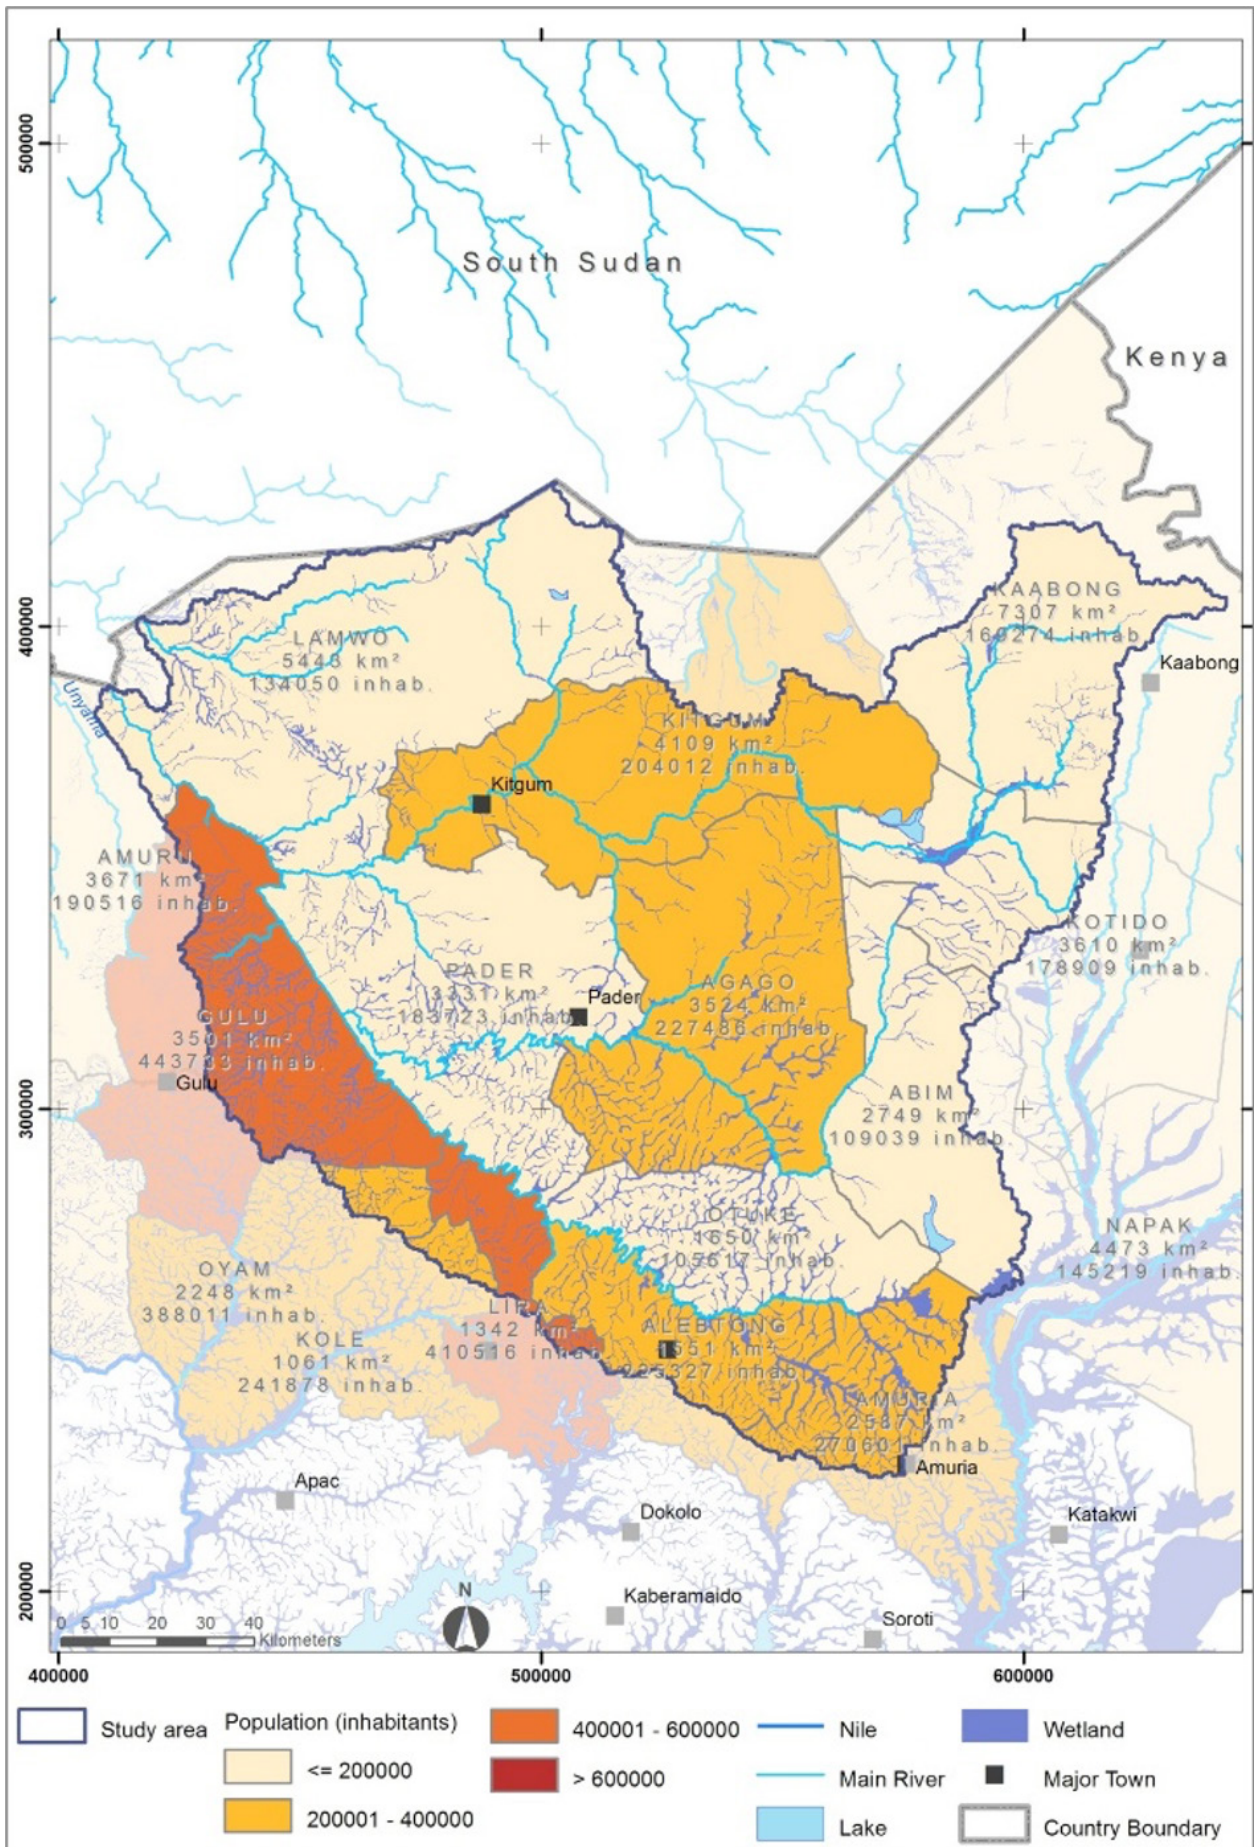 500000
South Sudan
Kenya
KAABONG
7307 km²
169274 inhab.
400000
LAMWO
5443 km²
134050 inhab.
Kaabong
Unyama
KITGUM
4109 km²
204012 inhab.
Kitgum
AMURU
3671 km²
190516 inhab.
KOTIDO
3610 km²
178909 inhab.
PADER
3331 km²
183723 inhab.
Pader
AGAGO
3524 km²
227486 inhab.
GULU
km²
inhab.
Gulu
ABIM
2749 km²
109039 inhab.
300000
OTUKE
1650 km²
105617 inhab.
NAPAK
4473 km²
145219 inhab.
OYAM
2248 km²
388011 inhab.
LIRA
1342 km²
410516 inhab.
ALEBTONG
km²
inhab.
KOLE
1061 km²
241878 inhab.
AMURIA
2587 km²
270601 inhab.
Amuria
Apac
Dokolo
Katakwi
200000
Kaberamaido
Soroti
N
0 5 10 20 30 40
Kilometers
400000 500000 600000
Study area
Population (inhabitants)
<= 200000
200001 - 400000
400001 - 600000
> 600000
Nile
Main River
Lake
Wetland
Major Town
Country Boundary